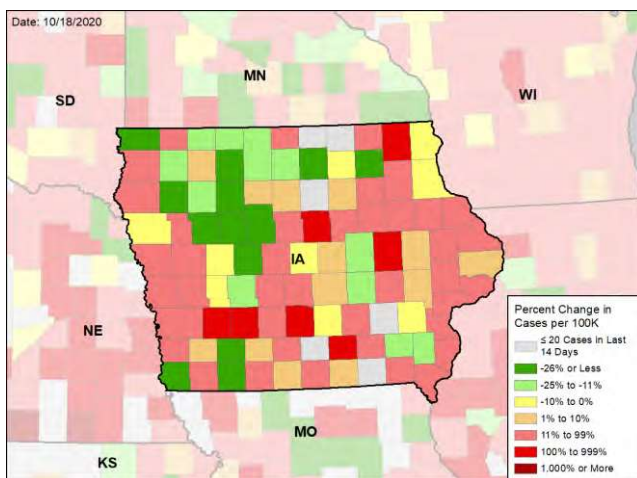 Date: 10/18/2020
MN
SD
WI
IA
NE
MO
KS
Percent Change in
Cases per 100K
≤ 20 Cases in Last
14 Days
-26% or Less
-25% to -11%
-10% to 0%
1% to 10%
11% to 99%
100% to 999%
1,000% or More